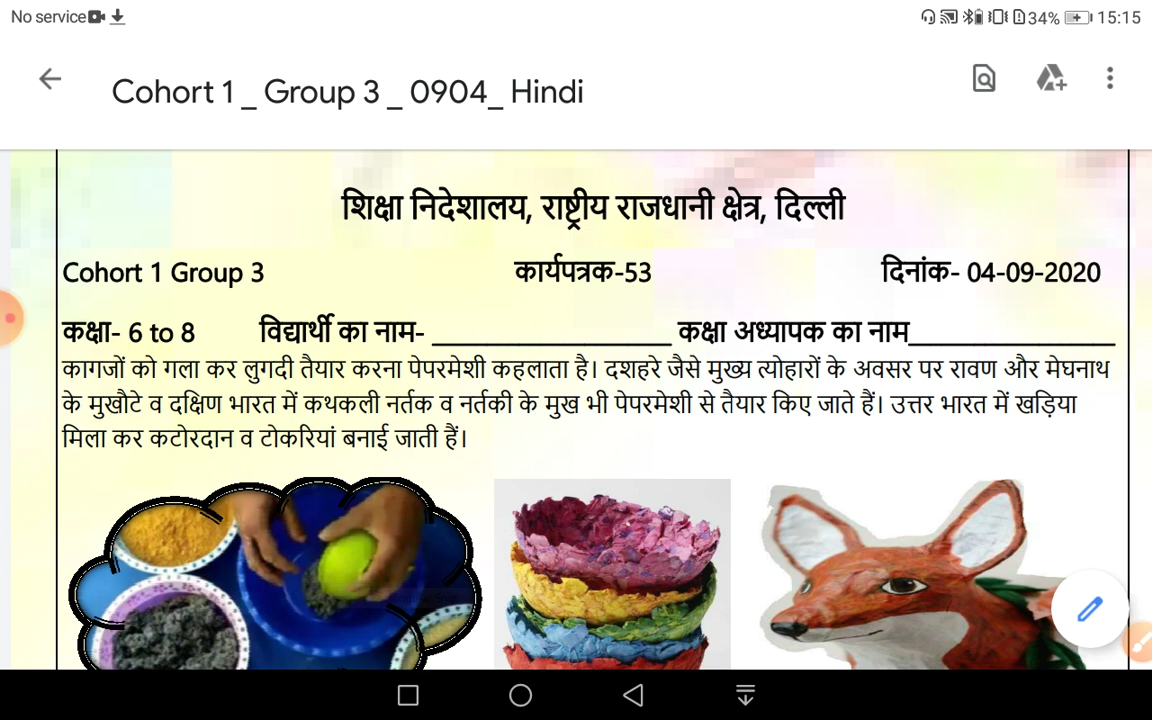 No service 34% 15:15
Cohort 1 _ Group 3 _ 0904_ Hindi
शिक्षा निदेशालय, राष्ट्रीय राजधानी क्षेत्र, दिल्ली
Cohort 1 Group 3 कार्यपत्रक-53 दिनांक- 04-09-2020
कक्षा- 6 to 8 विद्यार्थी का नाम- __________________ कक्षा अध्यापक का नाम________________
कागजों को गला कर लुगदी तैयार करना पेपरमेशी कहलाता है। दशहरे जैसे मुख्य त्योहारों के अवसर पर रावण और मेघनाथ
के मुखौटे व दक्षिण भारत में कथकली नर्तक व नर्तकी के मुख भी पेपरमेशी से तैयार किए जाते हैं। उत्तर भारत में खड़िया
मिला कर कटोरदान व टोकरियां बनाई जाती हैं।